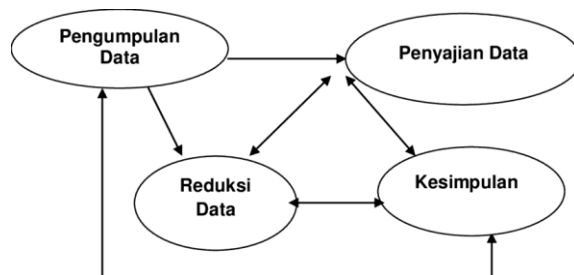 Pengumpulan
Data
Penyajian Data
Reduksi
Data
Kesimpulan